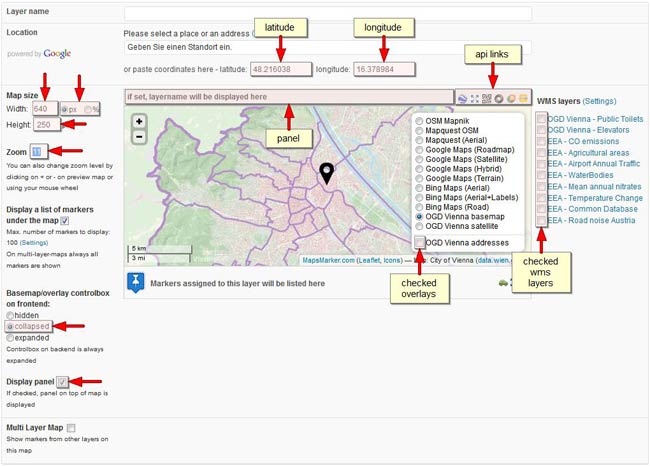 Layer name
latitude
longitude
Location
powered by Google
Please select a place or an address
Geben Sie einen Standort ein.
api links
or paste coordinates here - latitude: 48.216038 longitude: 16.378984
Map size
Width: 640 px %
Height: 250
if set, layername will be displayed here
panel
WMS layers (Settings)
OGD Vienna - Public Toilets
OGD Vienna - Elevators
EEA - CO emissions
EEA - Agricultural areas
EEA - Airport Annual Traffic
EEA - WaterBodies
EEA - Mean annual nitrates
EEA - Temperature Change
EEA - Common Database
EEA - Road noise Austria
checked wms layers
+
-
OSM Mapnik
Mapquest OSM
Mapquest (Aerial)
Google Maps (Roadmap)
Google Maps (Satellite)
Google Maps (Hybrid)
Google Maps (Terrain)
Bing Maps (Aerial)
Bing Maps (Aerial+Labels)
Bing Maps (Road)
OGD Vienna basemap
OGD Vienna satellite
OGD Vienna addresses
checked overlays
5 km
3 mi
MapsMarker.com (Leaflet, Icons) — Map: City of Vienna (data.wien.
Markers assigned to this layer will be listed here
Zoom 11
You can also change zoom level by
clicking on + or - on preview map or
using your mouse wheel
Display a list of markers
under the map
Max. number of markers to display:
100 (Settings)
On multi-layer-maps always all
markers are shown
Basemap/overlay controlbox
on frontend:
hidden
collapsed
expanded
Controlbox on backend is always
expanded
Display panel
If checked, panel on top of map is
displayed
Multi Layer Map
Show markers from other layers on
this map